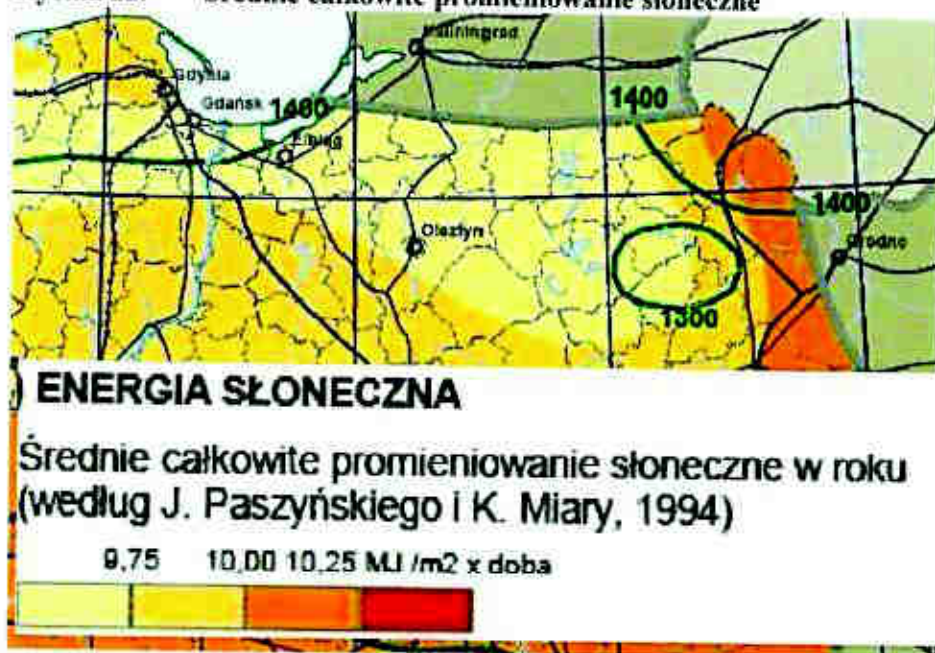 Średnie całkowite promieniowanie słoneczne
Kaliningrad
Gdynia
Gdańsk
1400
1400
Elbląg
1400
Olsztyn
Grodno
1300
) ENERGIA SŁONECZNA
Średnie całkowite promieniowanie słoneczne w roku
(według J. Paszyńskiego i K. Miary, 1994)
9,75 10,00 10,25 MJ /m2 x doba